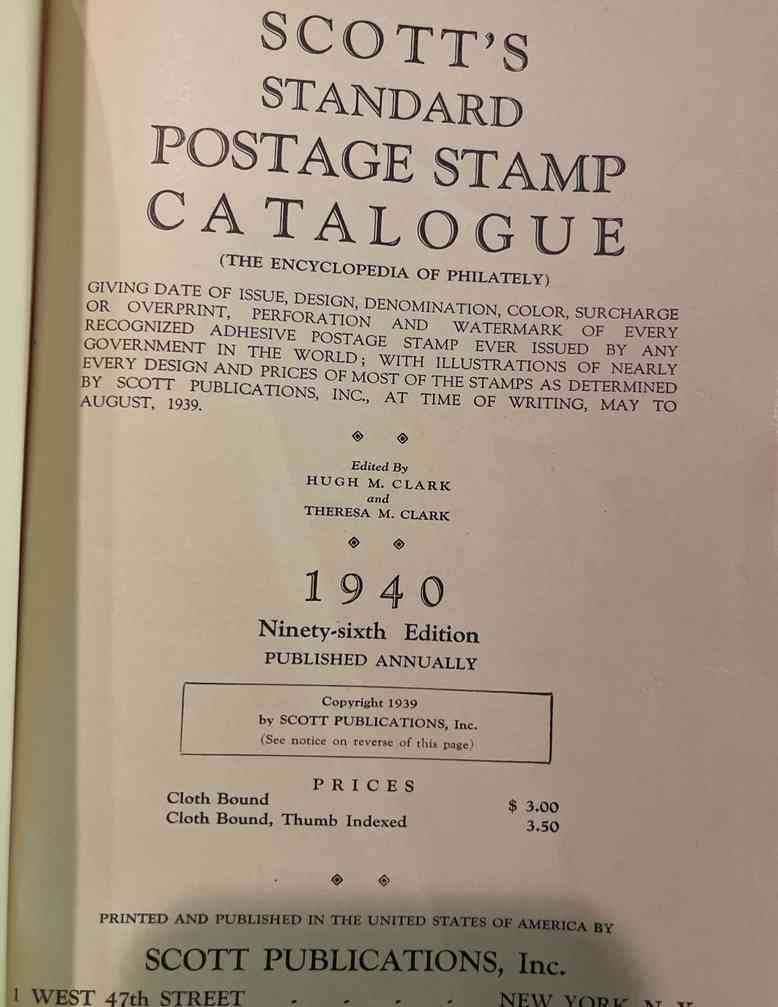 SCOTT'S
STANDARD
POSTAGE STAMP
CATALOGUE
(THE ENCYCLOPEDIA OF PHILATELY)
GIVING DATE OF ISSUE, DESIGN, DENOMINATION, COLOR, SURCHARGE
OR OVERPRINT, PERFORATION AND WATERMARK OF EVERY
RECOGNIZED ADHESIVE POSTAGE STAMP EVER ISSUED BY ANY
GOVERNMENT IN THE WORLD; WITH ILLUSTRATIONS OF NEARLY
EVERY DESIGN AND PRICES OF MOST OF THE STAMPS AS DETERMINED
BY SCOTT PUBLICATIONS, INC., AT TIME OF WRITING, MAY TO
AUGUST, 1939.
Edited By
HUGH M. CLARK
and
THERESA M. CLARK
1940
Ninety-sixth Edition
PUBLISHED ANNUALLY
Copyright 1939
by SCOTT PUBLICATIONS, Inc.
(See notice on reverse of this page)
PRICES
Cloth Bound $ 3.00
Cloth Bound, Thumb Indexed 3.50
PRINTED AND PUBLISHED IN THE UNITED STATES OF AMERICA BY
SCOTT PUBLICATIONS, Inc.
1 WEST 47th STREET - - - - NEW YORK, N. Y.